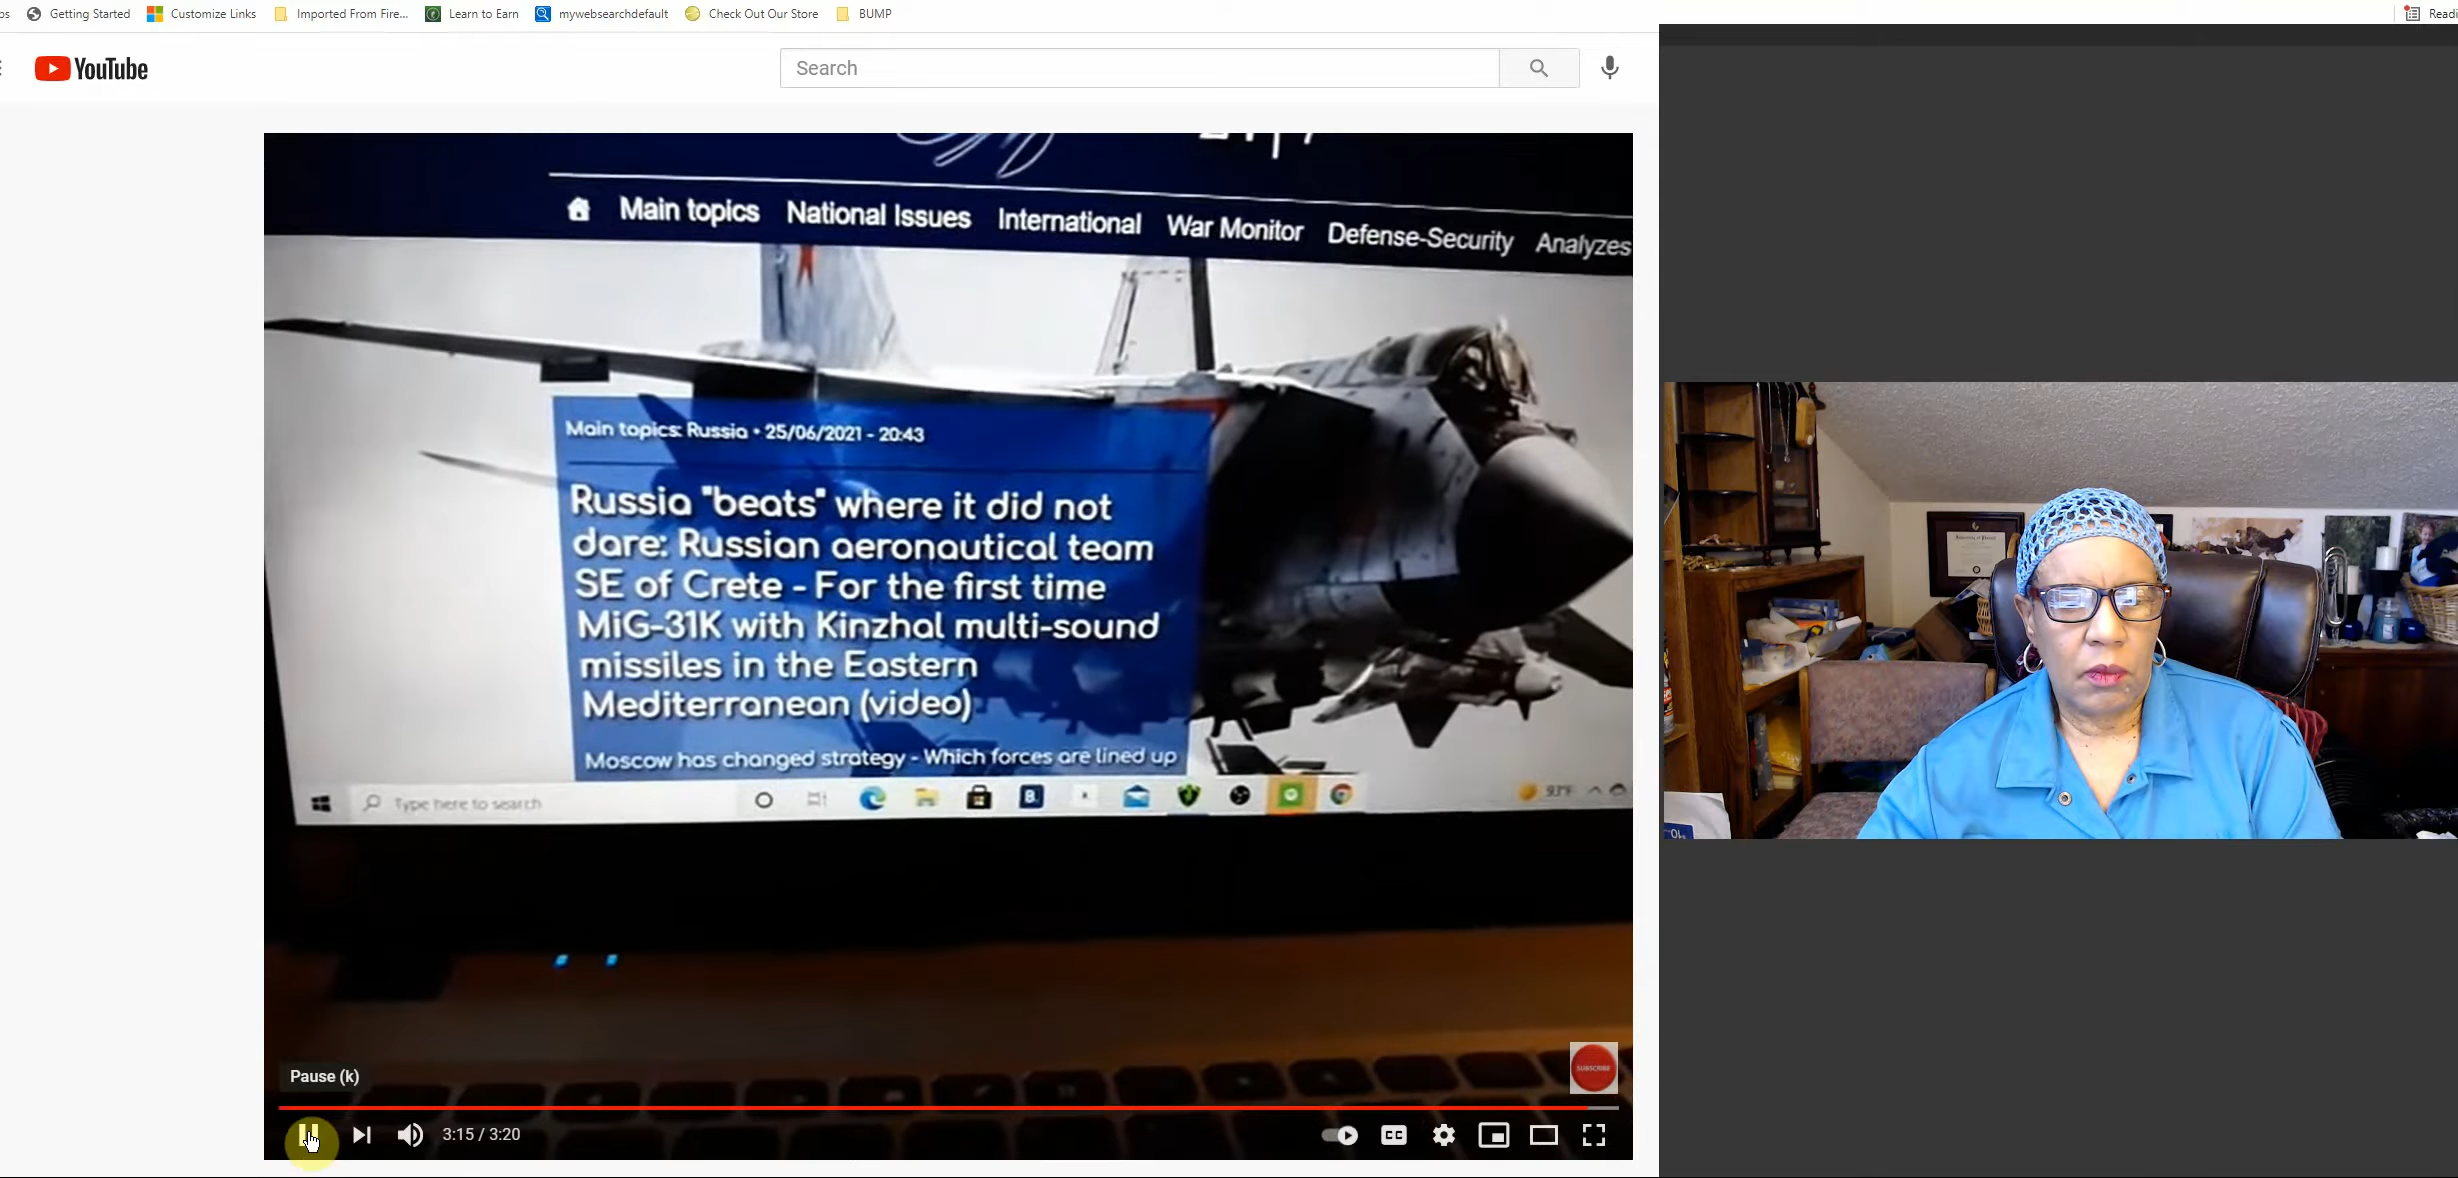 Getting Started Customize Links Imported From Fire... Learn to Earn mywebsearchdefault Check Out Our Store BUMP
YouTube
Search
Main topics National Issues International War Monitor Defense-Security Analyzes
Main topics: Russia • 25/06/2021 - 20:43
Russia "beats" where it did not
dare: Russian aeronautical team
SE of Crete - For the first time
MiG-31K with Kinzhal multi-sound
missiles in the Eastern
Mediterranean (video)
Moscow has changed strategy - Which forces are lined up
Type here to search
B.
93°F
SUBSCRIBE
Pause (k)
3:15 / 3:20
CC